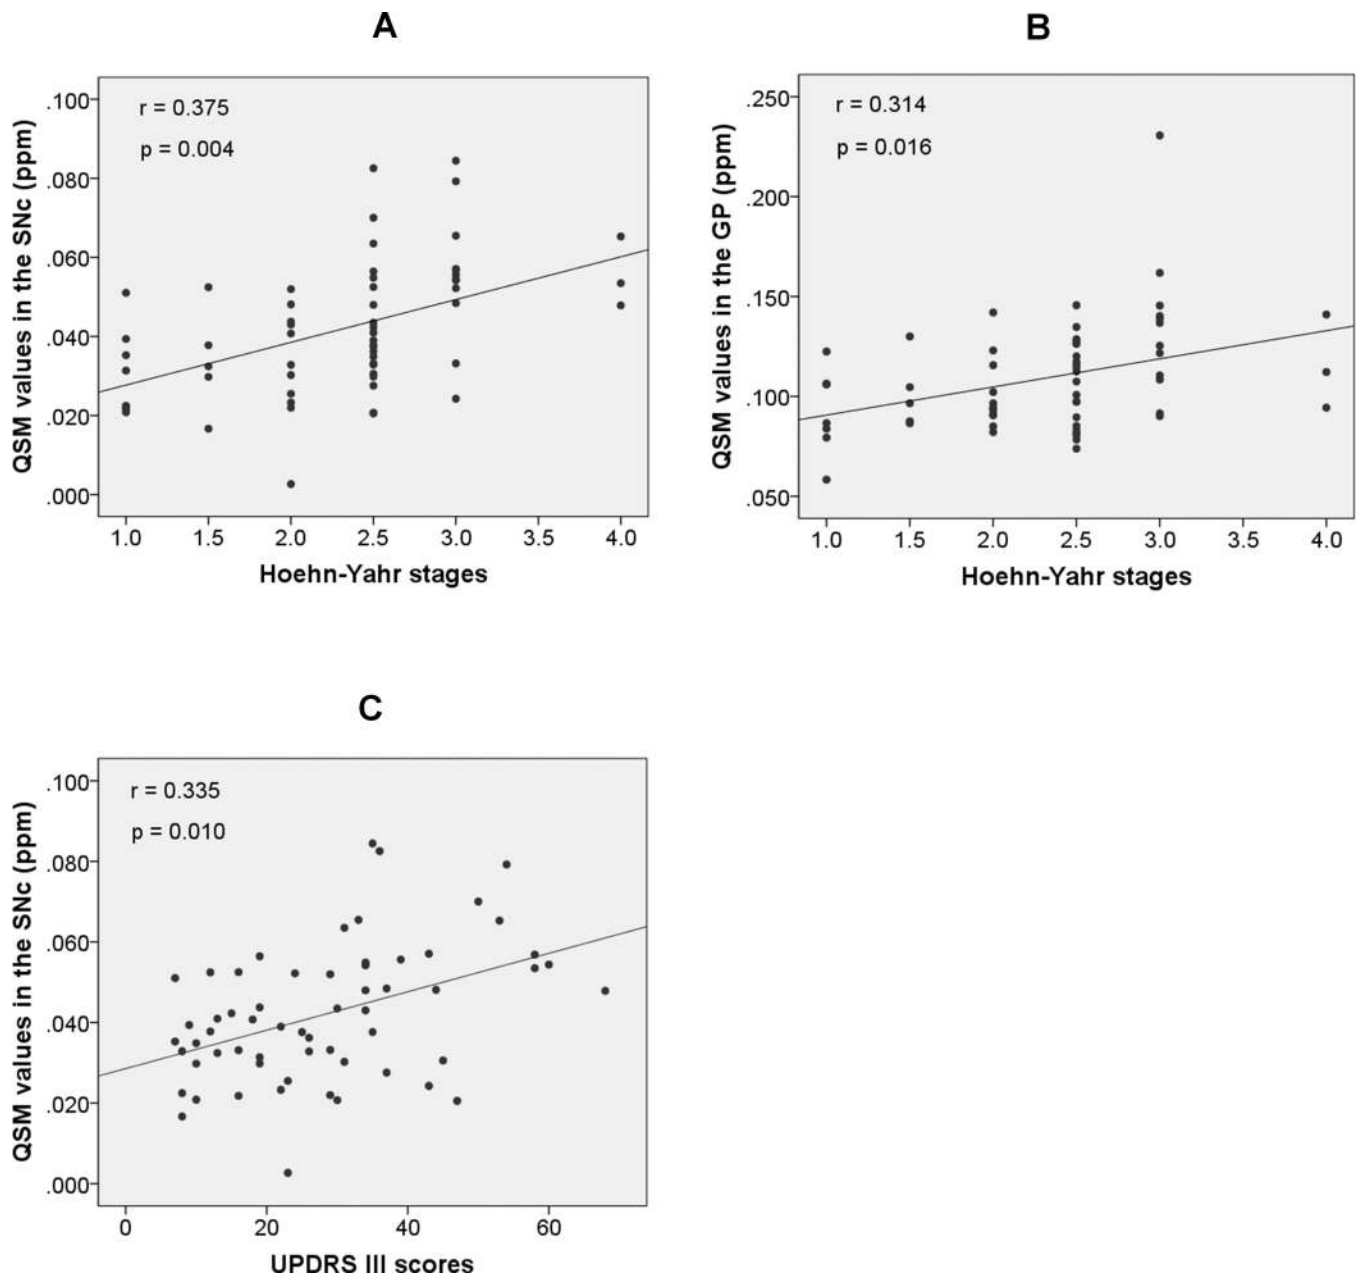 A
r = 0.375
p = 0.004
QSM values in the SNc (ppm)
.100
.080
.060
.040
.020
.000
1.0 1.5 2.0 2.5 3.0 3.5 4.0
Hoehn-Yahr stages
B
r = 0.314
p = 0.016
QSM values in the GP (ppm)
.250
.200
.150
.100
.050
1.0 1.5 2.0 2.5 3.0 3.5 4.0
Hoehn-Yahr stages
C
r = 0.335
p = 0.010
QSM values in the SNc (ppm)
.100
.080
.060
.040
.020
.000
0 20 40 60
UPDRS III scores